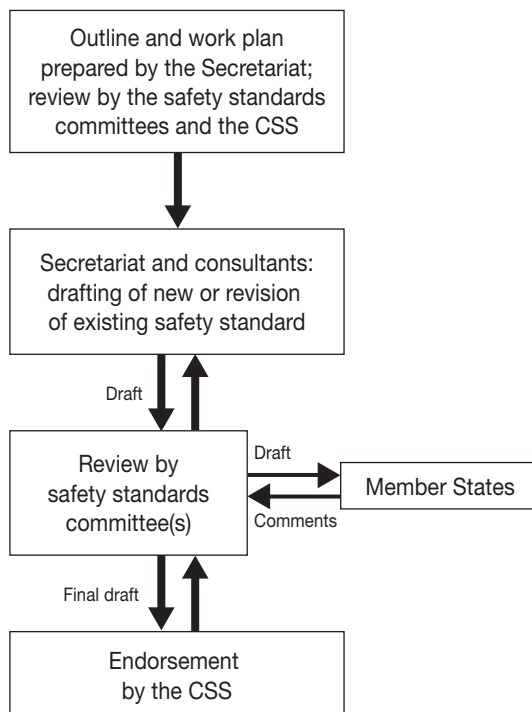 Outline and work plan
prepared by the Secretariat;
review by the safety standards
committees and the CSS
Secretariat and consultants:
drafting of new or revision
of existing safety standard
Draft
Review by
safety standards
committee(s)
Draft
Comments
Member States
Final draft
Endorsement
by the CSS